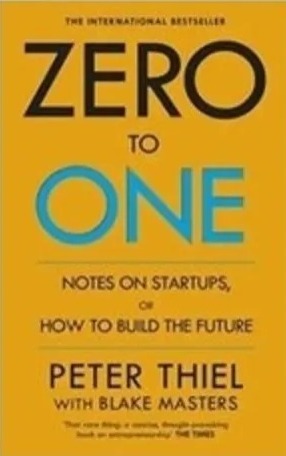 THE INTERNATIONAL BESTSELLER
ZERO
TO
ONE
NOTES ON STARTUPS,
OR
HOW TO BUILD THE FUTURE
PETER THIEL
WITH BLAKE MASTERS
'That rare thing: a concise, thought-provoking
book on entrepreneurship' THE TIMES